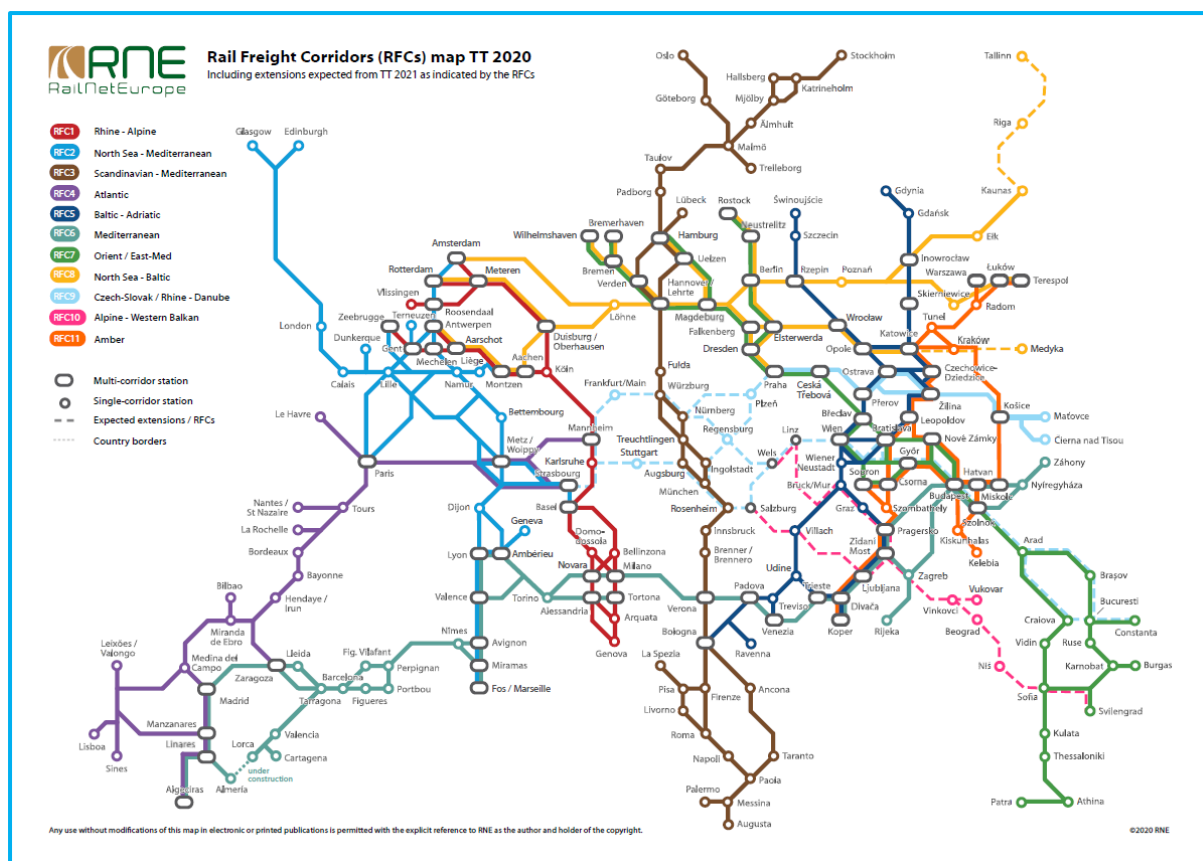 RNE
RailNetEurope
Rail Freight Corridors (RFCs) map TT 2020
Including extensions expected from TT 2021 as indicated by the RFCs
RFC1 Rhine - Alpine
RFC2 North Sea - Mediterranean
RFC3 Scandinavian - Mediterranean
RFC4 Atlantic
RFC5 Baltic - Adriatic
RFC6 Mediterranean
RFC7 Orient / East-Med
RFC8 North Sea - Baltic
RFC9 Czech-Slovak / Rhine - Danube
RFC10 Alpine - Western Balkan
RFC11 Amber
Multi-corridor station
Single-corridor station
Expected extensions / RFCs
Country borders
Oslo
Stockholm
Tallinn
Hallsberg
Katrineholm
Göteborg
Mjölby
Älmhult
Riga
Glasgow
Edinburgh
Malmö
Taulov
Trelleborg
Padborg
Lübeck
Rostock
Świnoujście
Gdynia
Gdańsk
Kaunas
Wilhelmshaven
Bremerhaven
Hamburg
Neustrelitz
Szczecin
Ełk
Amsterdam
Bremen
Uelzen
Inowrocław
Rotterdam
Meteren
Verden
Hannover /
Lehrte
Berlin
Rzepin
Poznań
Warszawa
Łuków
Terespol
Vlissingen
Roosendaal
Skierniewice
Radom
London
Zeebrugge
Terneuzen
Antwerpen
Löhne
Magdeburg
Falkenberg
Wrocław
Tunel
Dunkerque
Gent
Aarschot
Duisburg /
Oberhausen
Elsterwerda
Katowice
Kraków
Medyka
Mechelen
Liège
Aachen
Dresden
Opole
Calais
Lille
Namur
Montzen
Köln
Fulda
Praha
Ceská
Třebová
Ostrava
Czechowice-
Dziedzice
Frankfurt/Main
Würzburg
Plzeň
Přerov
Žilina
Le Havre
Bettembourg
Mannheim
Nürnberg
Břeclav
Leopoldov
Košice
Maťovce
Metz /
Woippy
Treuchtlingen
Regensburg
Linz
Wien
Bratislava
Nové Zámky
Čierna nad Tisou
Paris
Strasbourg
Karlsruhe
Stuttgart
Augsburg
Ingolstadt
Wels
Wiener
Neustadt
Sopron
Győr
Hatvan
Záhony
München
Bruck/Mur
Csorna
Budapest
Miskolc
Nyíregyháza
Nantes /
St Nazaire
Tours
Dijon
Basel
Rosenheim
Salzburg
Graz
Szombathely
Szolnok
La Rochelle
Geneva
Domo-
dossola
Bellinzona
Innsbruck
Villach
Pragersko
Kiskunhalas
Arad
Bordeaux
Lyon
Ambérieu
Brenner /
Brennero
Zidani
Most
Kelebia
Bayonne
Novara
Milano
Udine
Ljubljana
Zagreb
Brașov
Bilbao
Hendaye /
Irun
Valence
Torino
Alessandria
Tortona
Verona
Padova
Treviso
Trieste
Divača
Vukovar
Vinkovci
Bucuresti
Miranda
de Ebro
Nîmes
Avignon
Arquata
Bologna
Venezia
Koper
Rijeka
Beograd
Craiova
Constanta
Leixões /
Valongo
Medina del
Campo
Lleida
Fig. Vilafant
Perpignan
Miramas
Genova
Ravenna
Vidin
Ruse
Zaragoza
Barcelona
La Spezia
Niš
Karnobat
Burgas
Madrid
Tarragona
Figueres
Portbou
Fos / Marseille
Pisa
Firenze
Ancona
Sofia
Svilengrad
Manzanares
Valencia
Livorno
Lisboa
Linares
Lorca
Roma
Kulata
Sines
Cartagena
Napoli
Taranto
Thessaloniki
under
construction
Algeciras
Almería
Paola
Palermo
Messina
Patra
Athina
Augusta
Any use without modifications of this map in electronic or printed publications is permitted with the explicit reference to RNE as the author and holder of the copyright.
©2020 RNE